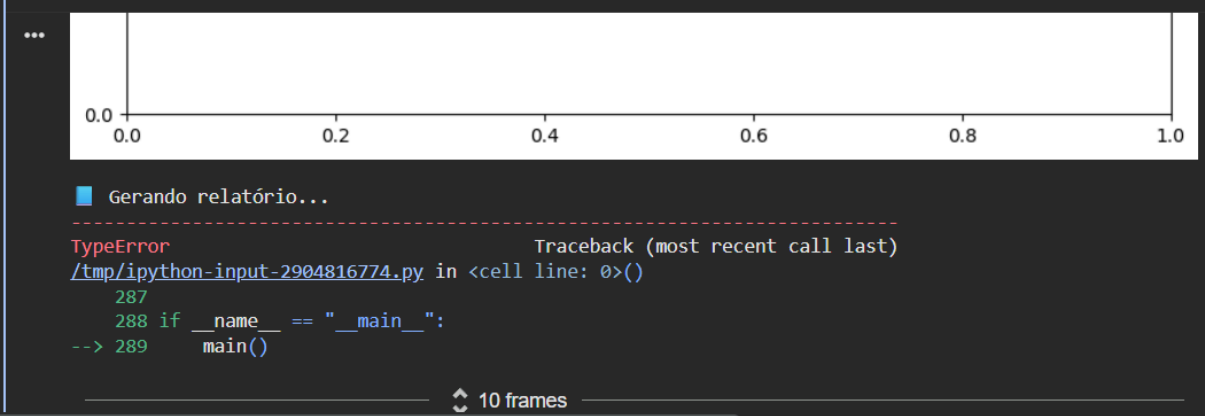 0.0
0.0 0.2 0.4 0.6 0.8 1.0
Gerando relatório...
---------------------------------------------------------------------------
TypeError                                 Traceback (most recent call last)
/tmp/ipython-input-2904816774.py in <cell line: 0>()
    287
    288 if __name__ == "__main__":
--> 289     main()
10 frames